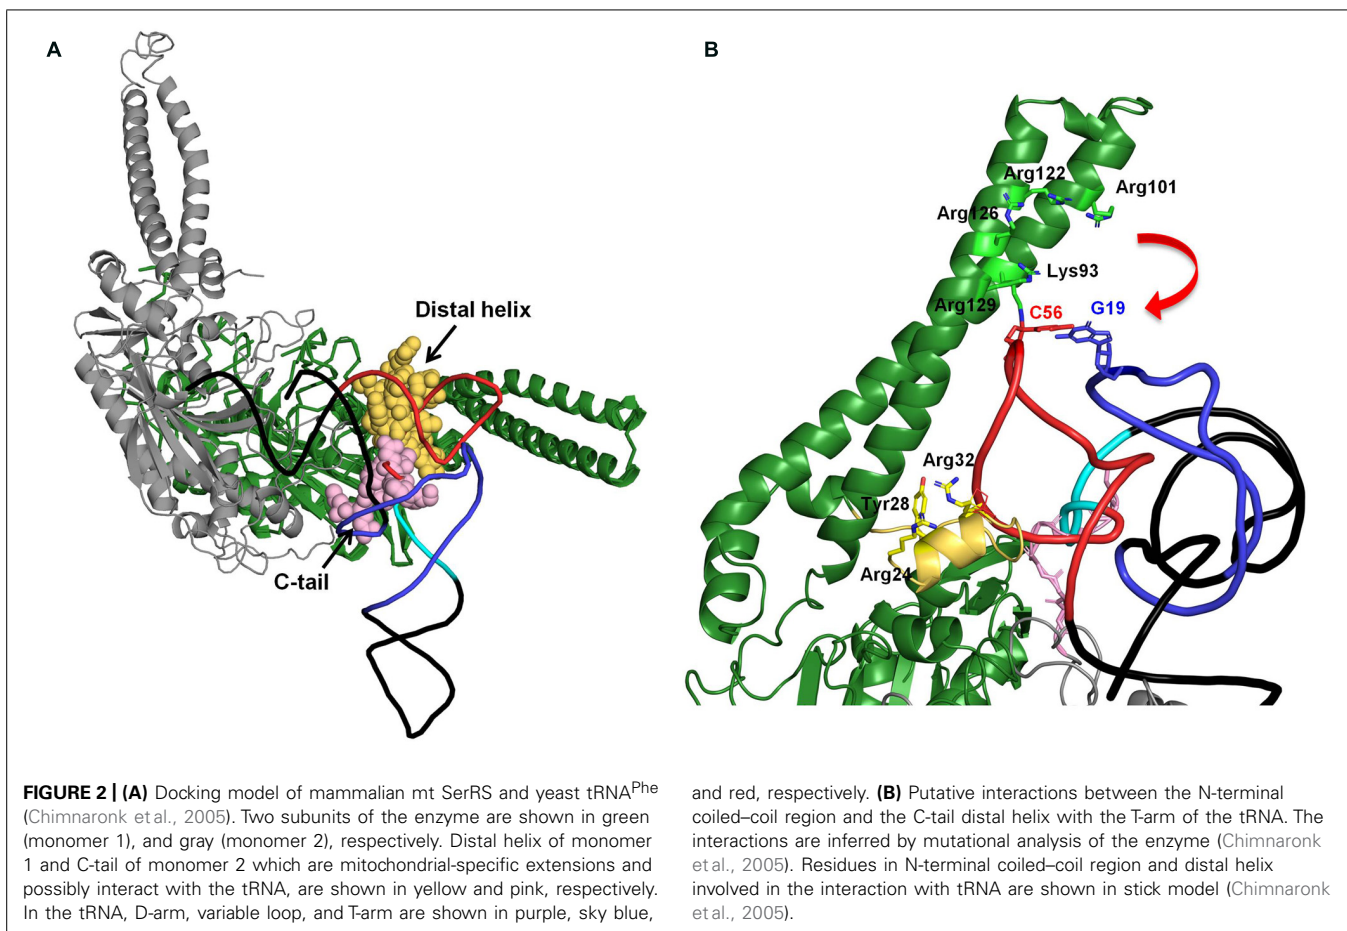 A
Distal helix
C-tail
B
Arg122
Arg101
Arg126
Lys93
Arg129
C56
G19
Arg32
Tyr28
Arg24
FIGURE 2 | (A) Docking model of mammalian mt SerRS and yeast tRNAPhe
(Chimnaronk et al., 2005). Two subunits of the enzyme are shown in green
(monomer 1), and gray (monomer 2), respectively. Distal helix of monomer
1 and C-tail of monomer 2 which are mitochondrial-specific extensions and
possibly interact with the tRNA, are shown in yellow and pink, respectively.
In the tRNA, D-arm, variable loop, and T-arm are shown in purple, sky blue,
and red, respectively. (B) Putative interactions between the N-terminal
coiled–coil region and the C-tail distal helix with the T-arm of the tRNA. The
interactions are inferred by mutational analysis of the enzyme (Chimnaronk
et al., 2005). Residues in N-terminal coiled–coil region and distal helix
involved in the interaction with tRNA are shown in stick model (Chimnaronk
et al., 2005).